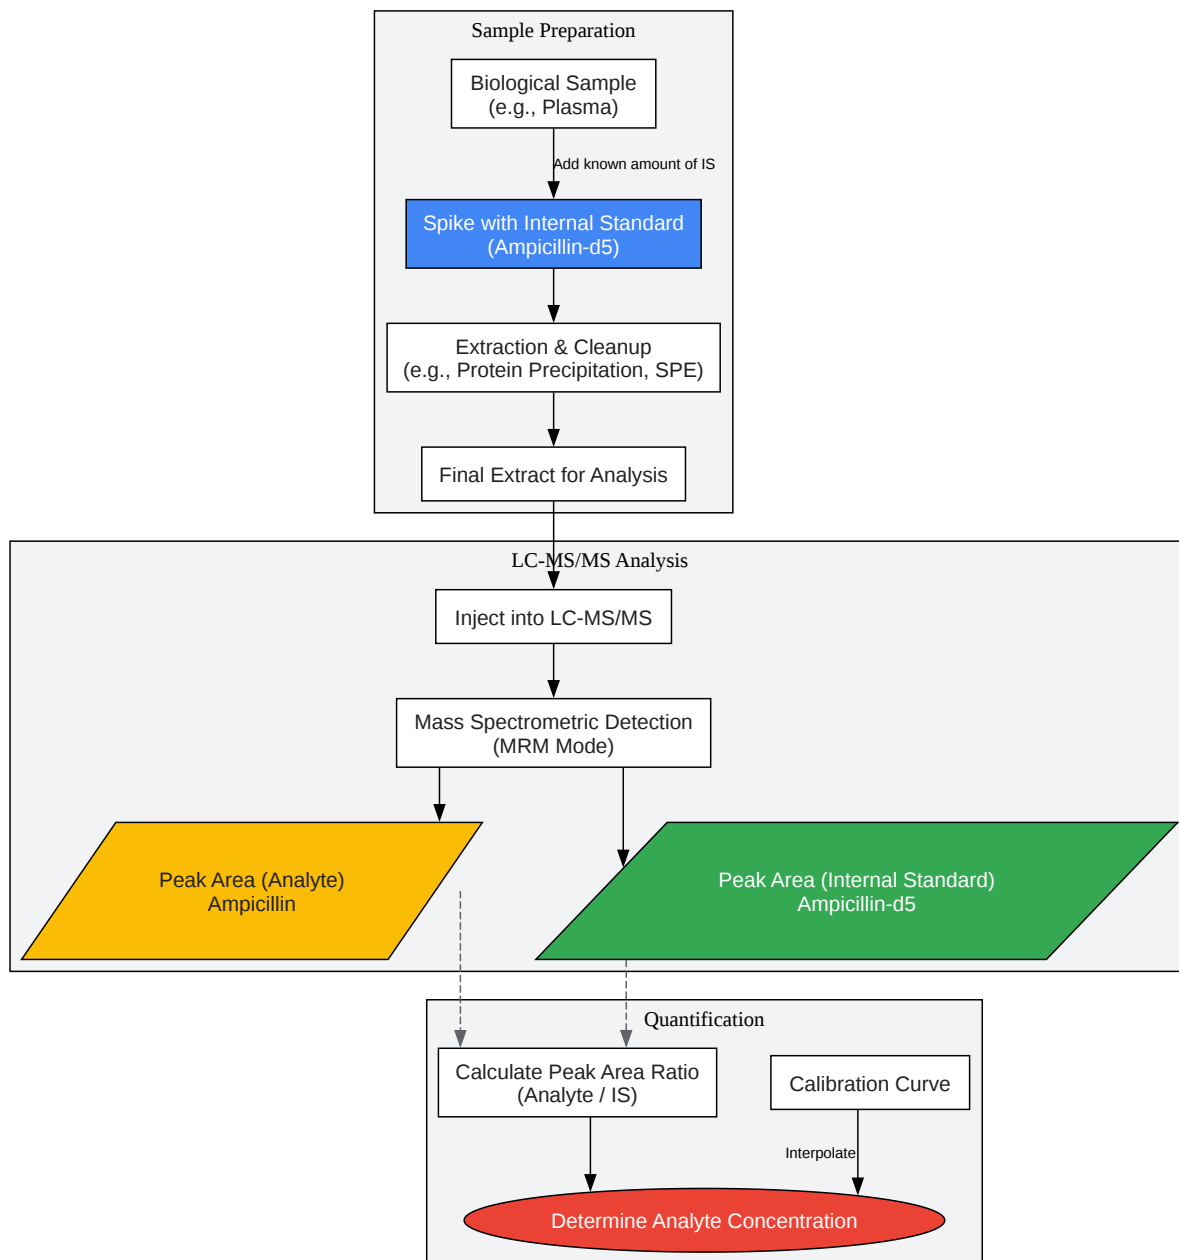 Sample Preparation
Biological Sample
(e.g., Plasma)
Add known amount of IS
Spike with Internal Standard
(Ampicillin-d5)
Extraction & Cleanup
(e.g., Protein Precipitation, SPE)
Final Extract for Analysis
LC-MS/MS Analysis
Inject into LC-MS/MS
Mass Spectrometric Detection
(MRM Mode)
Peak Area (Analyte)
Ampicillin
Peak Area (Internal Standard)
Ampicillin-d5
Quantification
Calculate Peak Area Ratio
(Analyte / IS)
Calibration Curve
Interpolate
Determine Analyte Concentration